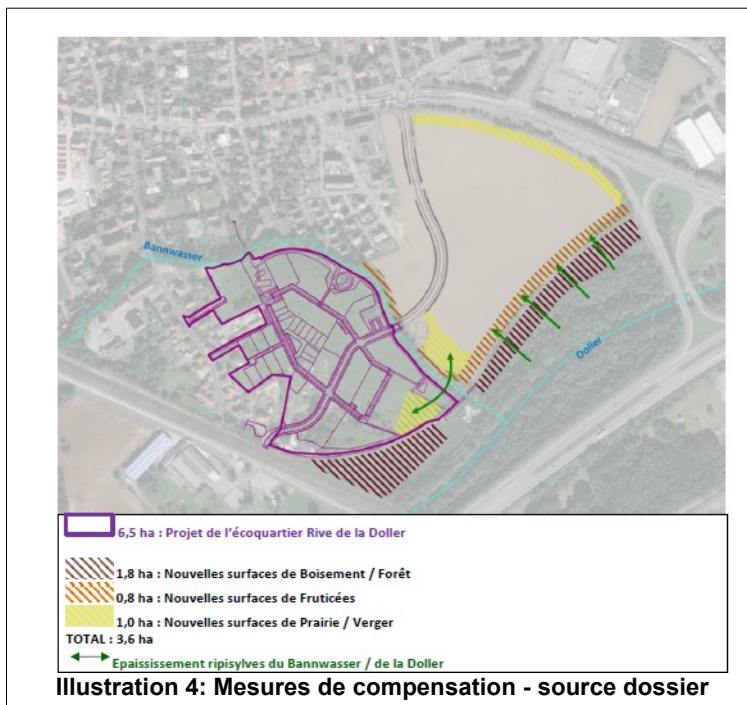 Bannwasser
Doller
6,5 ha : Projet de l'écoquartier Rive de la Doller
1,8 ha : Nouvelles surfaces de Boisement / Forêt
0,8 ha : Nouvelles surfaces de Fruticées
1,0 ha : Nouvelles surfaces de Prairie / Verger
TOTAL : 3,6 ha
Epaississement ripisylves du Bannwasser / de la Doller
Illustration 4: Mesures de compensation - source dossier